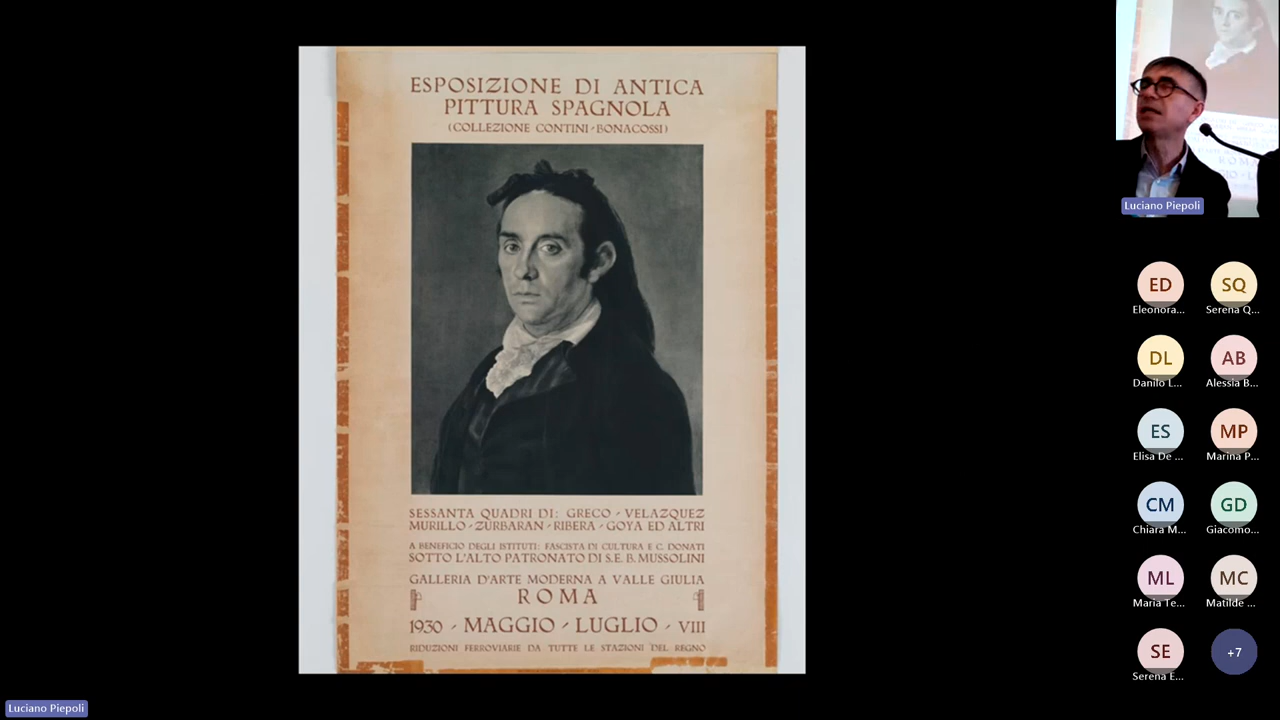 ESPOSIZIONE DI ANTICA
PITTURA SPAGNOLA
(COLLEZIONE CONTINI-BONACOSSI)
SESSANTA QUADRI DI: GRECO - VELAZQUEZ
MURILLO - ZURBARAN - RIBERA - GOYA ED ALTRI
A BENEFICIO DEGLI ISTITUTI: FASCISTA DI CULTURA E C. DONATI
SOTTO L'ALTO PATRONATO DI S.E. B. MUSSOLINI
GALLERIA D'ARTE MODERNA A VALLE GIULIA
ROMA
1930 - MAGGIO - LUGLIO - VIII
RIDUZIONI FERROVIARIE DA TUTTE LE STAZIONI DEL REGNO
Luciano Piepoli
Luciano Piepoli
ED
Eleonora...
SQ
Serena Q...
DL
Danilo L...
AB
Alessia B...
ES
Elisa De ...
MP
Marina P...
CM
Chiara M...
GD
Giacomo...
ML
Maria Te...
MC
Matilde ...
SE
Serena E...
+7